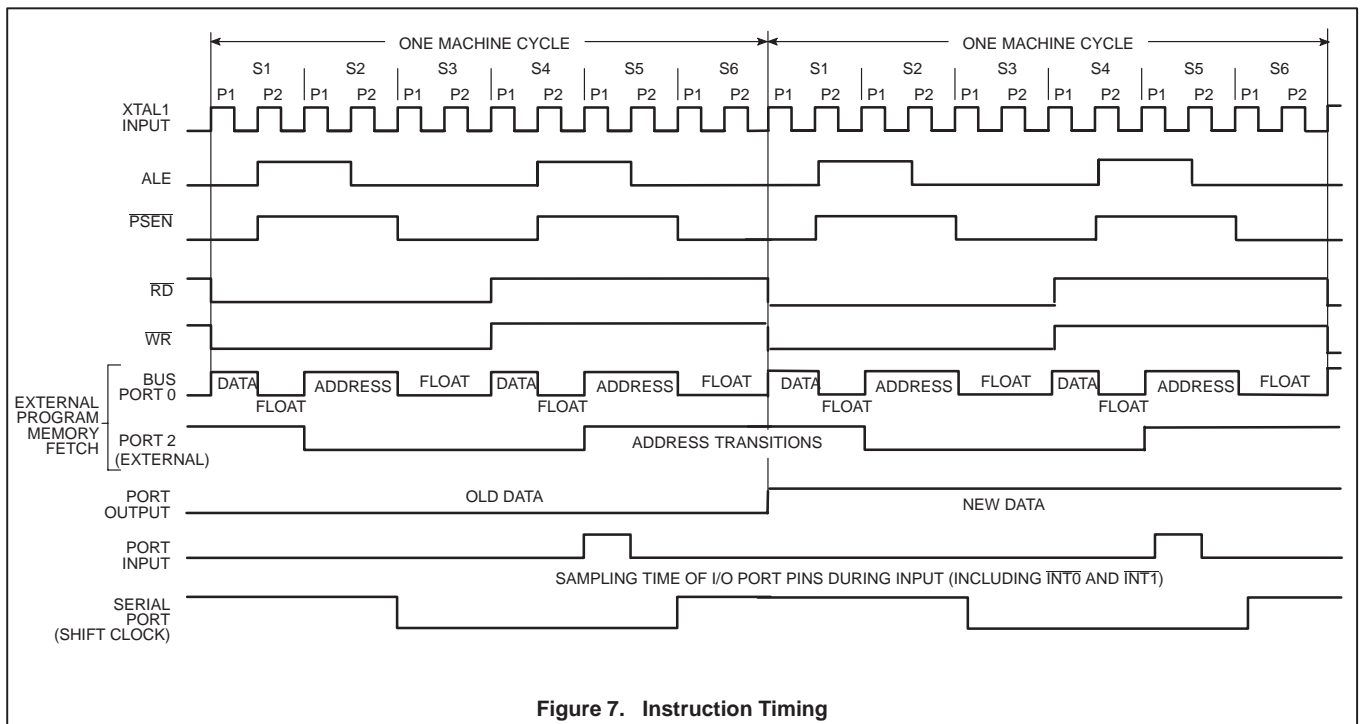 ONE MACHINE CYCLE ONE MACHINE CYCLE
S1 S2 S3 S4 S5 S6 S1 S2 S3 S4 S5 S6
P1 P2 P1 P2 P1 P2 P1 P2 P1 P2 P1 P2 P1 P2 P1 P2 P1 P2 P1 P2 P1 P2 P1 P2
XTAL1
INPUT
ALE
PSEN
RD
WR
EXTERNAL
PROGRAM
MEMORY
FETCH
BUS
PORT 0
DATA ADDRESS FLOAT DATA ADDRESS FLOAT DATA ADDRESS FLOAT DATA ADDRESS FLOAT
FLOAT FLOAT FLOAT FLOAT
PORT 2
(EXTERNAL)
ADDRESS TRANSITIONS
PORT
OUTPUT
OLD DATA NEW DATA
PORT
INPUT
SAMPLING TIME OF I/O PORT PINS DURING INPUT (INCLUDING INT0 AND INT1)
SERIAL
PORT
(SHIFT CLOCK)
Figure 7. Instruction Timing